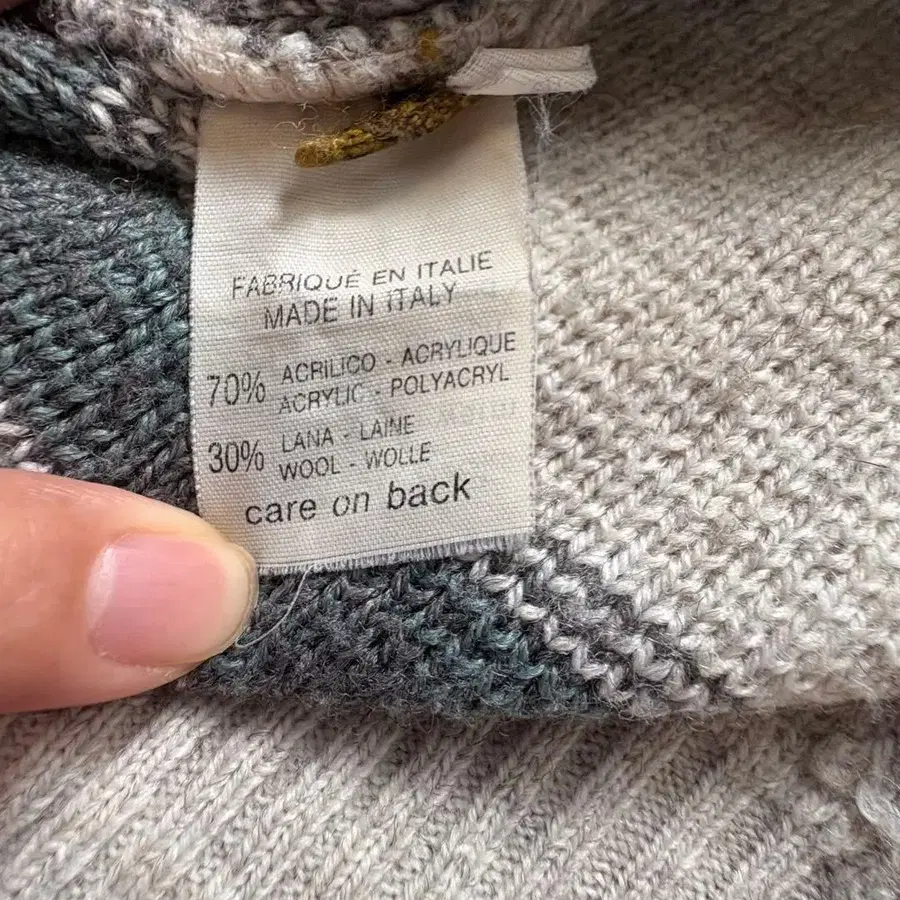 FABRIQUÉ EN ITALIE
MADE IN ITALY
70% ACRILICO - ACRYLIQUE
ACRYLIC - POLYACRYL
30% LANA - LAINE
WOOL - WOLLE
care on back